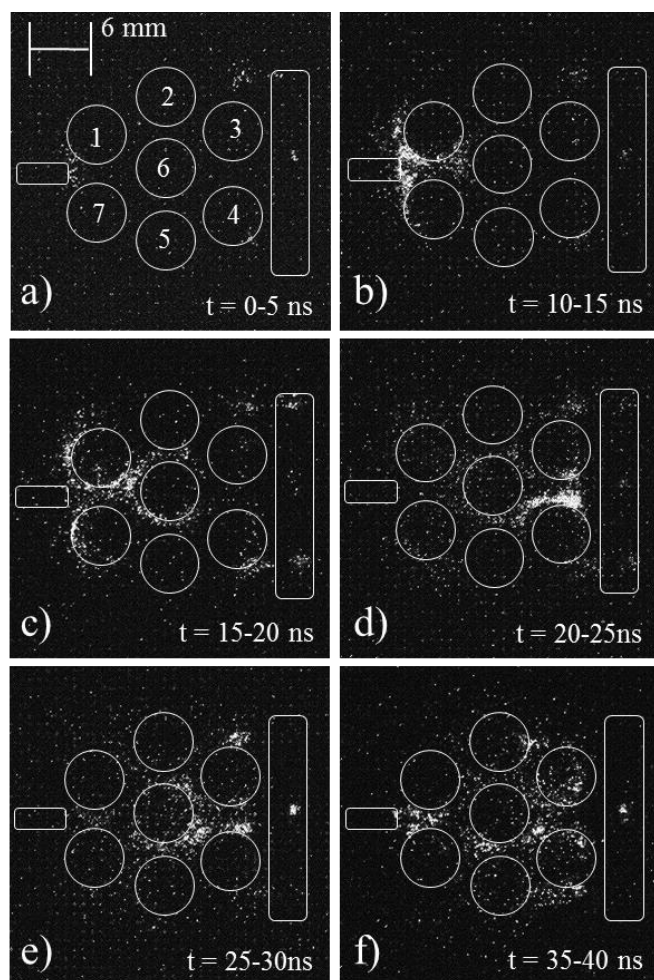 6 mm
2
1
3
6
7
4
5
a)
t = 0-5 ns
b)
t = 10-15 ns
c)
t = 15-20 ns
d)
t = 20-25ns
e)
t = 25-30ns
f)
t = 35-40 ns